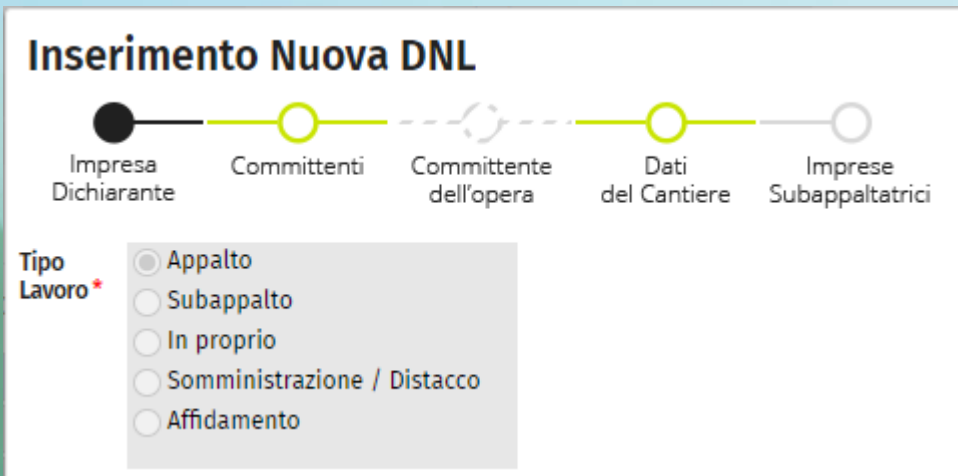 Inserimento Nuova DNL
Impresa
Dichiarante
Committenti
Committente
dell'opera
Dati
del Cantiere
Imprese
Subappaltatrici
Tipo
Lavoro *
Appalto
Subappalto
In proprio
Somministrazione / Distacco
Affidamento